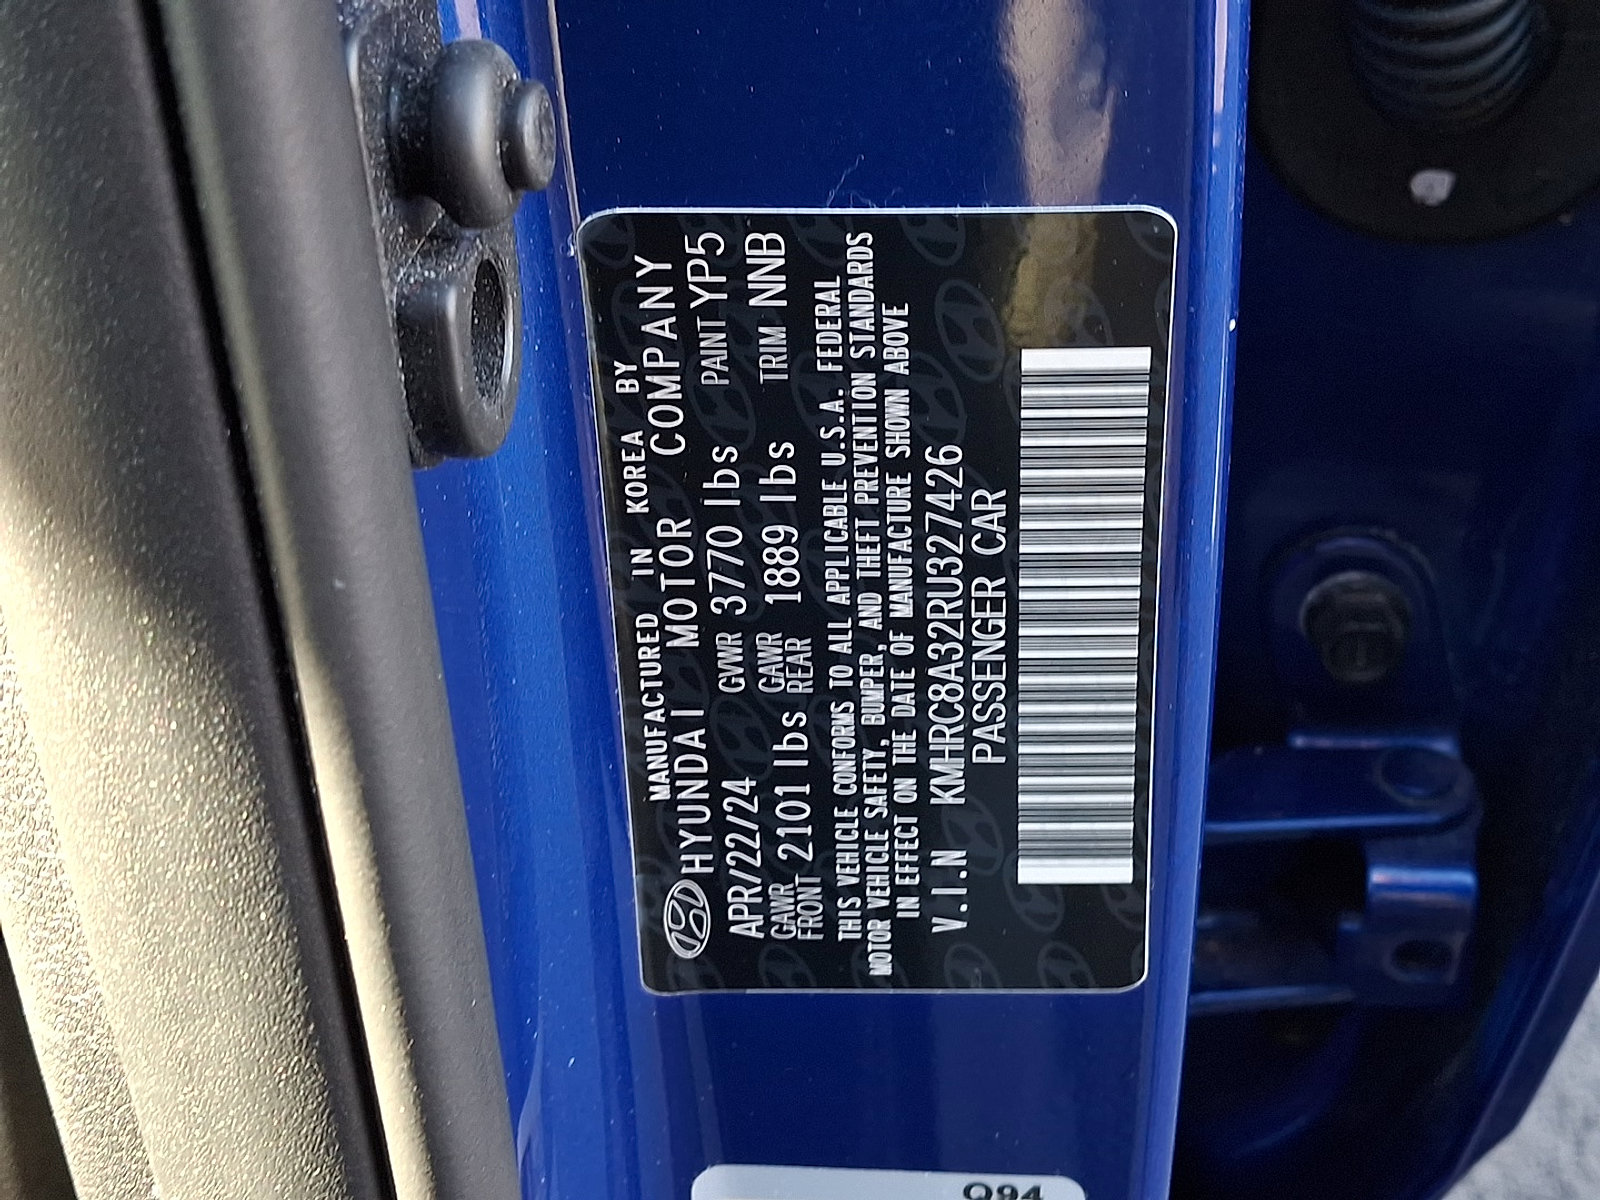 MANUFACTURED IN KOREA BY
HYUNDAI MOTOR COMPANY
APR/22/24 GVWR 3770 lbs PAINT YP5
GAWR FRONT 2101 lbs GAWR REAR 1889 lbs TRIM NNB
THIS VEHICLE CONFORMS TO ALL APPLICABLE U.S.A. FEDERAL
MOTOR VEHICLE SAFETY, BUMPER, AND THEFT PREVENTION STANDARDS
IN EFFECT ON THE DATE OF MANUFACTURE SHOWN ABOVE
V.I.N KMHRC8A32RU327426
PASSENGER CAR
Q94